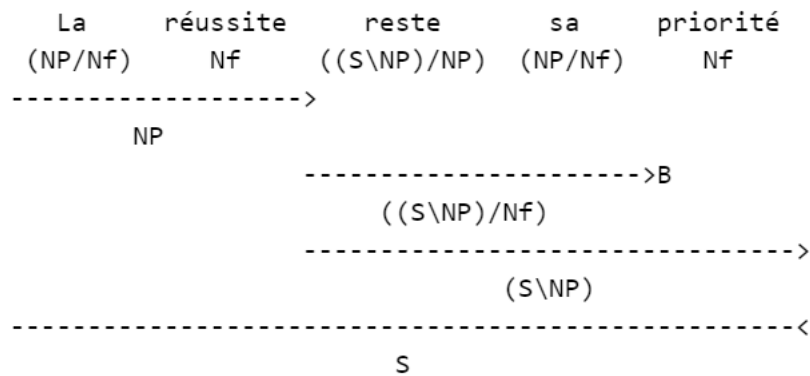 La réussite reste sa priorité
(NP/Nf) Nf ((S\NP)/NP) (NP/Nf) Nf
-------------------->
NP
----------------------->B
((S\NP)/Nf)
--------------------------------->
(S\NP)
-----------------------------------------------------<
S